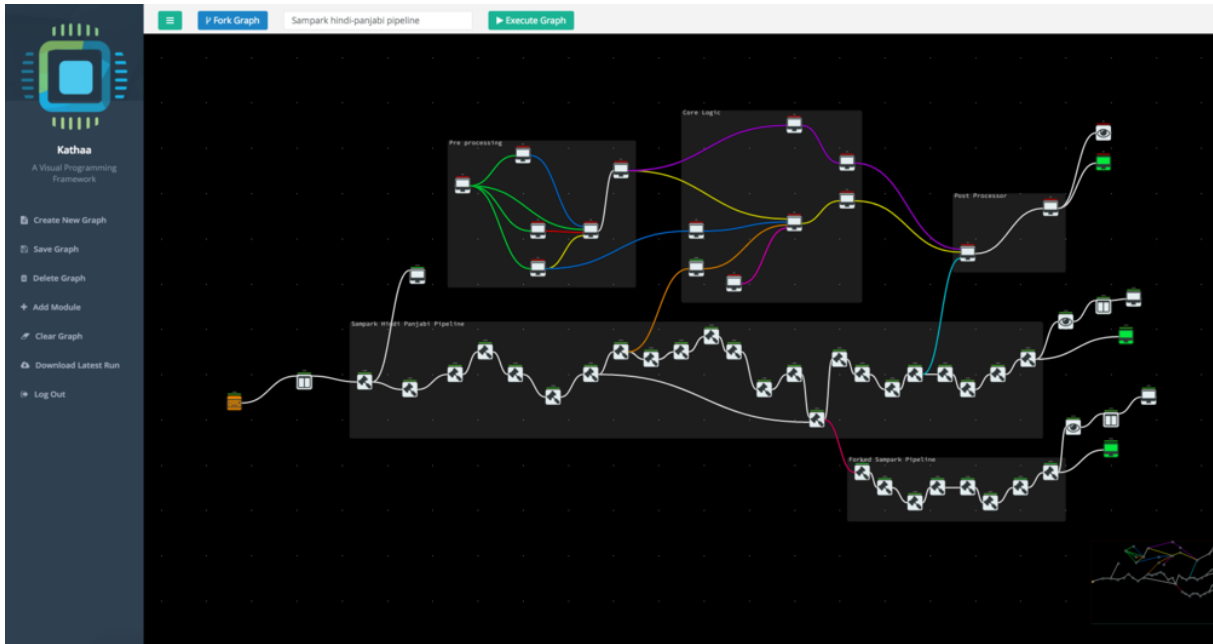 Fork Graph
Sampark hindi-panjabi pipeline
Execute Graph
Kathaa
A Visual Programming
Framework
Create New Graph
Save Graph
Delete Graph
Add Module
Clear Graph
Download Latest Run
Log Out
Pre processing
Core Logic
Post Processor
Sampark Hindi Panjabi Pipeline
Forked Sampark Pipeline